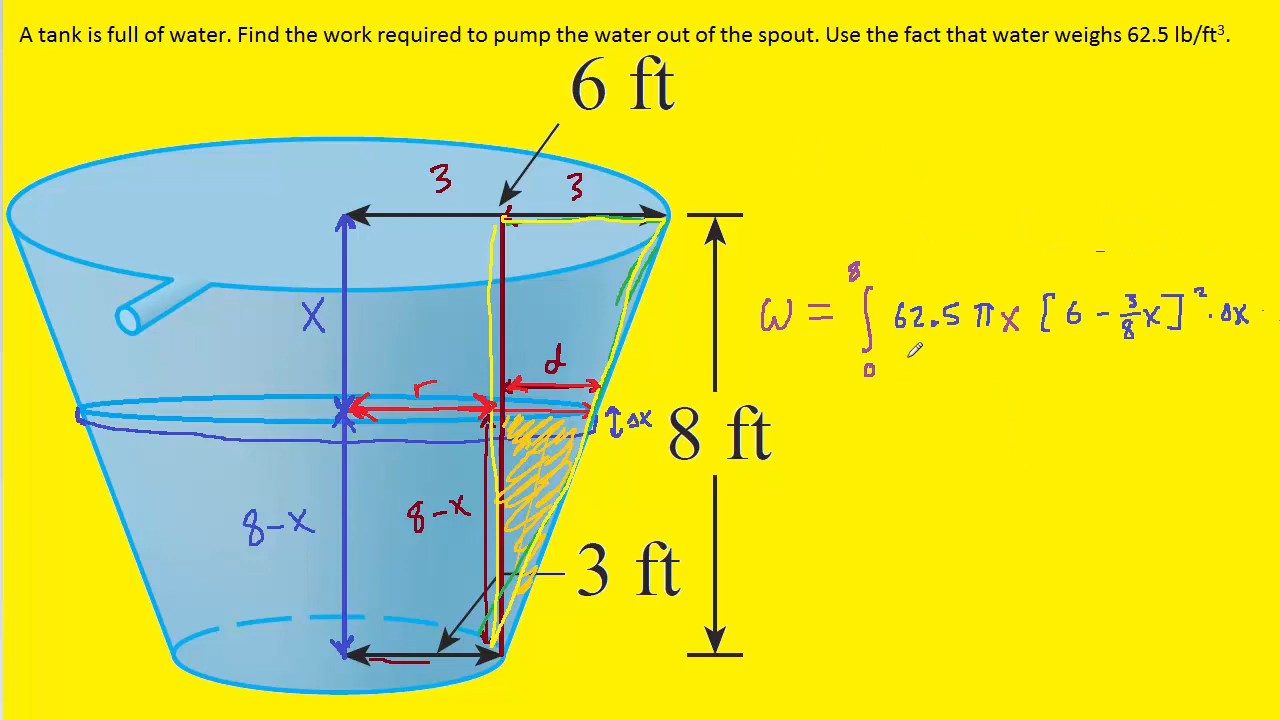 A tank is full of water. Find the work required to pump the water out of the spout. Use the fact that water weighs 62.5 lb/ft³.
6 ft
3 3
X
d
r
Δx
8 ft
8-x
8-x
3 ft
W = ∫₀⁸ 62.5 π x [6 - 3/8 x]² · Δx